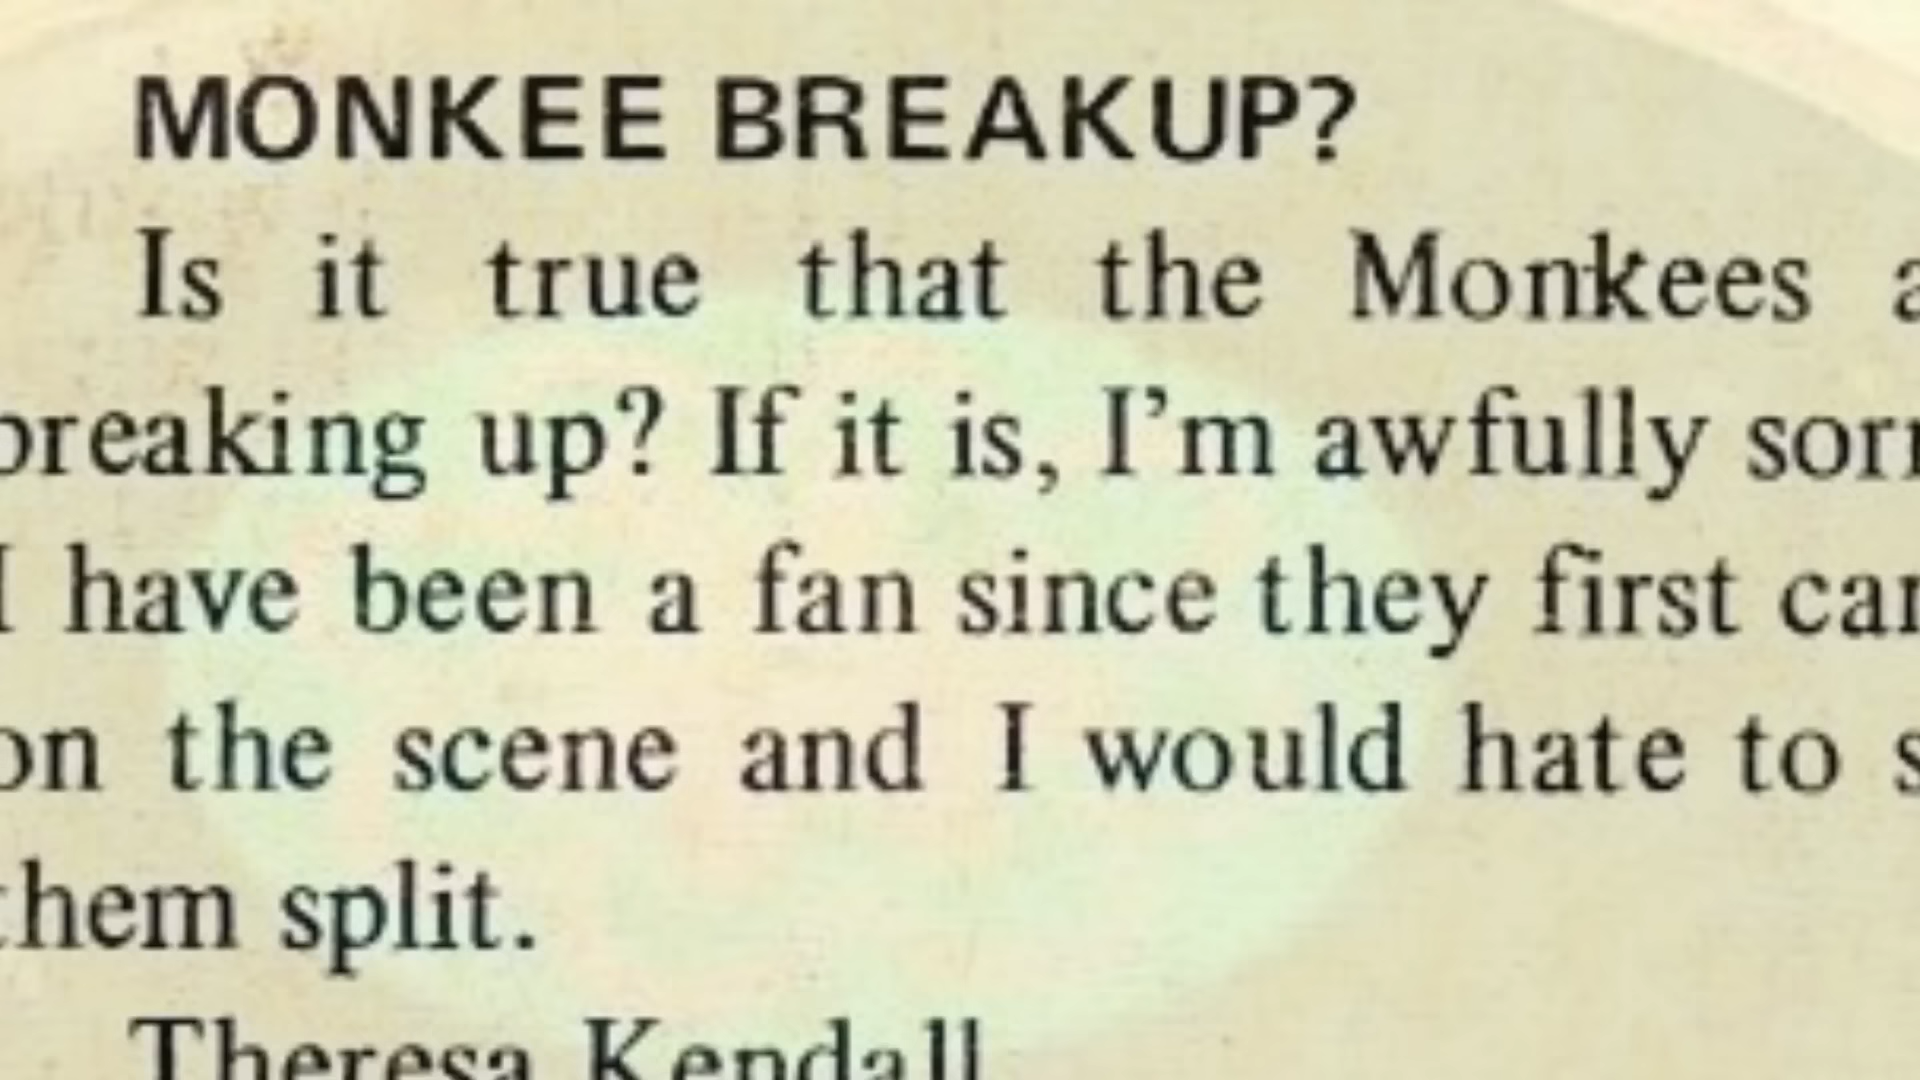 MONKEE BREAKUP?
Is it true that the Monkees
breaking up? If it is, I'm awfully
I have been a fan since they first
on the scene and I would hate to
them split.
Theresa Kendall